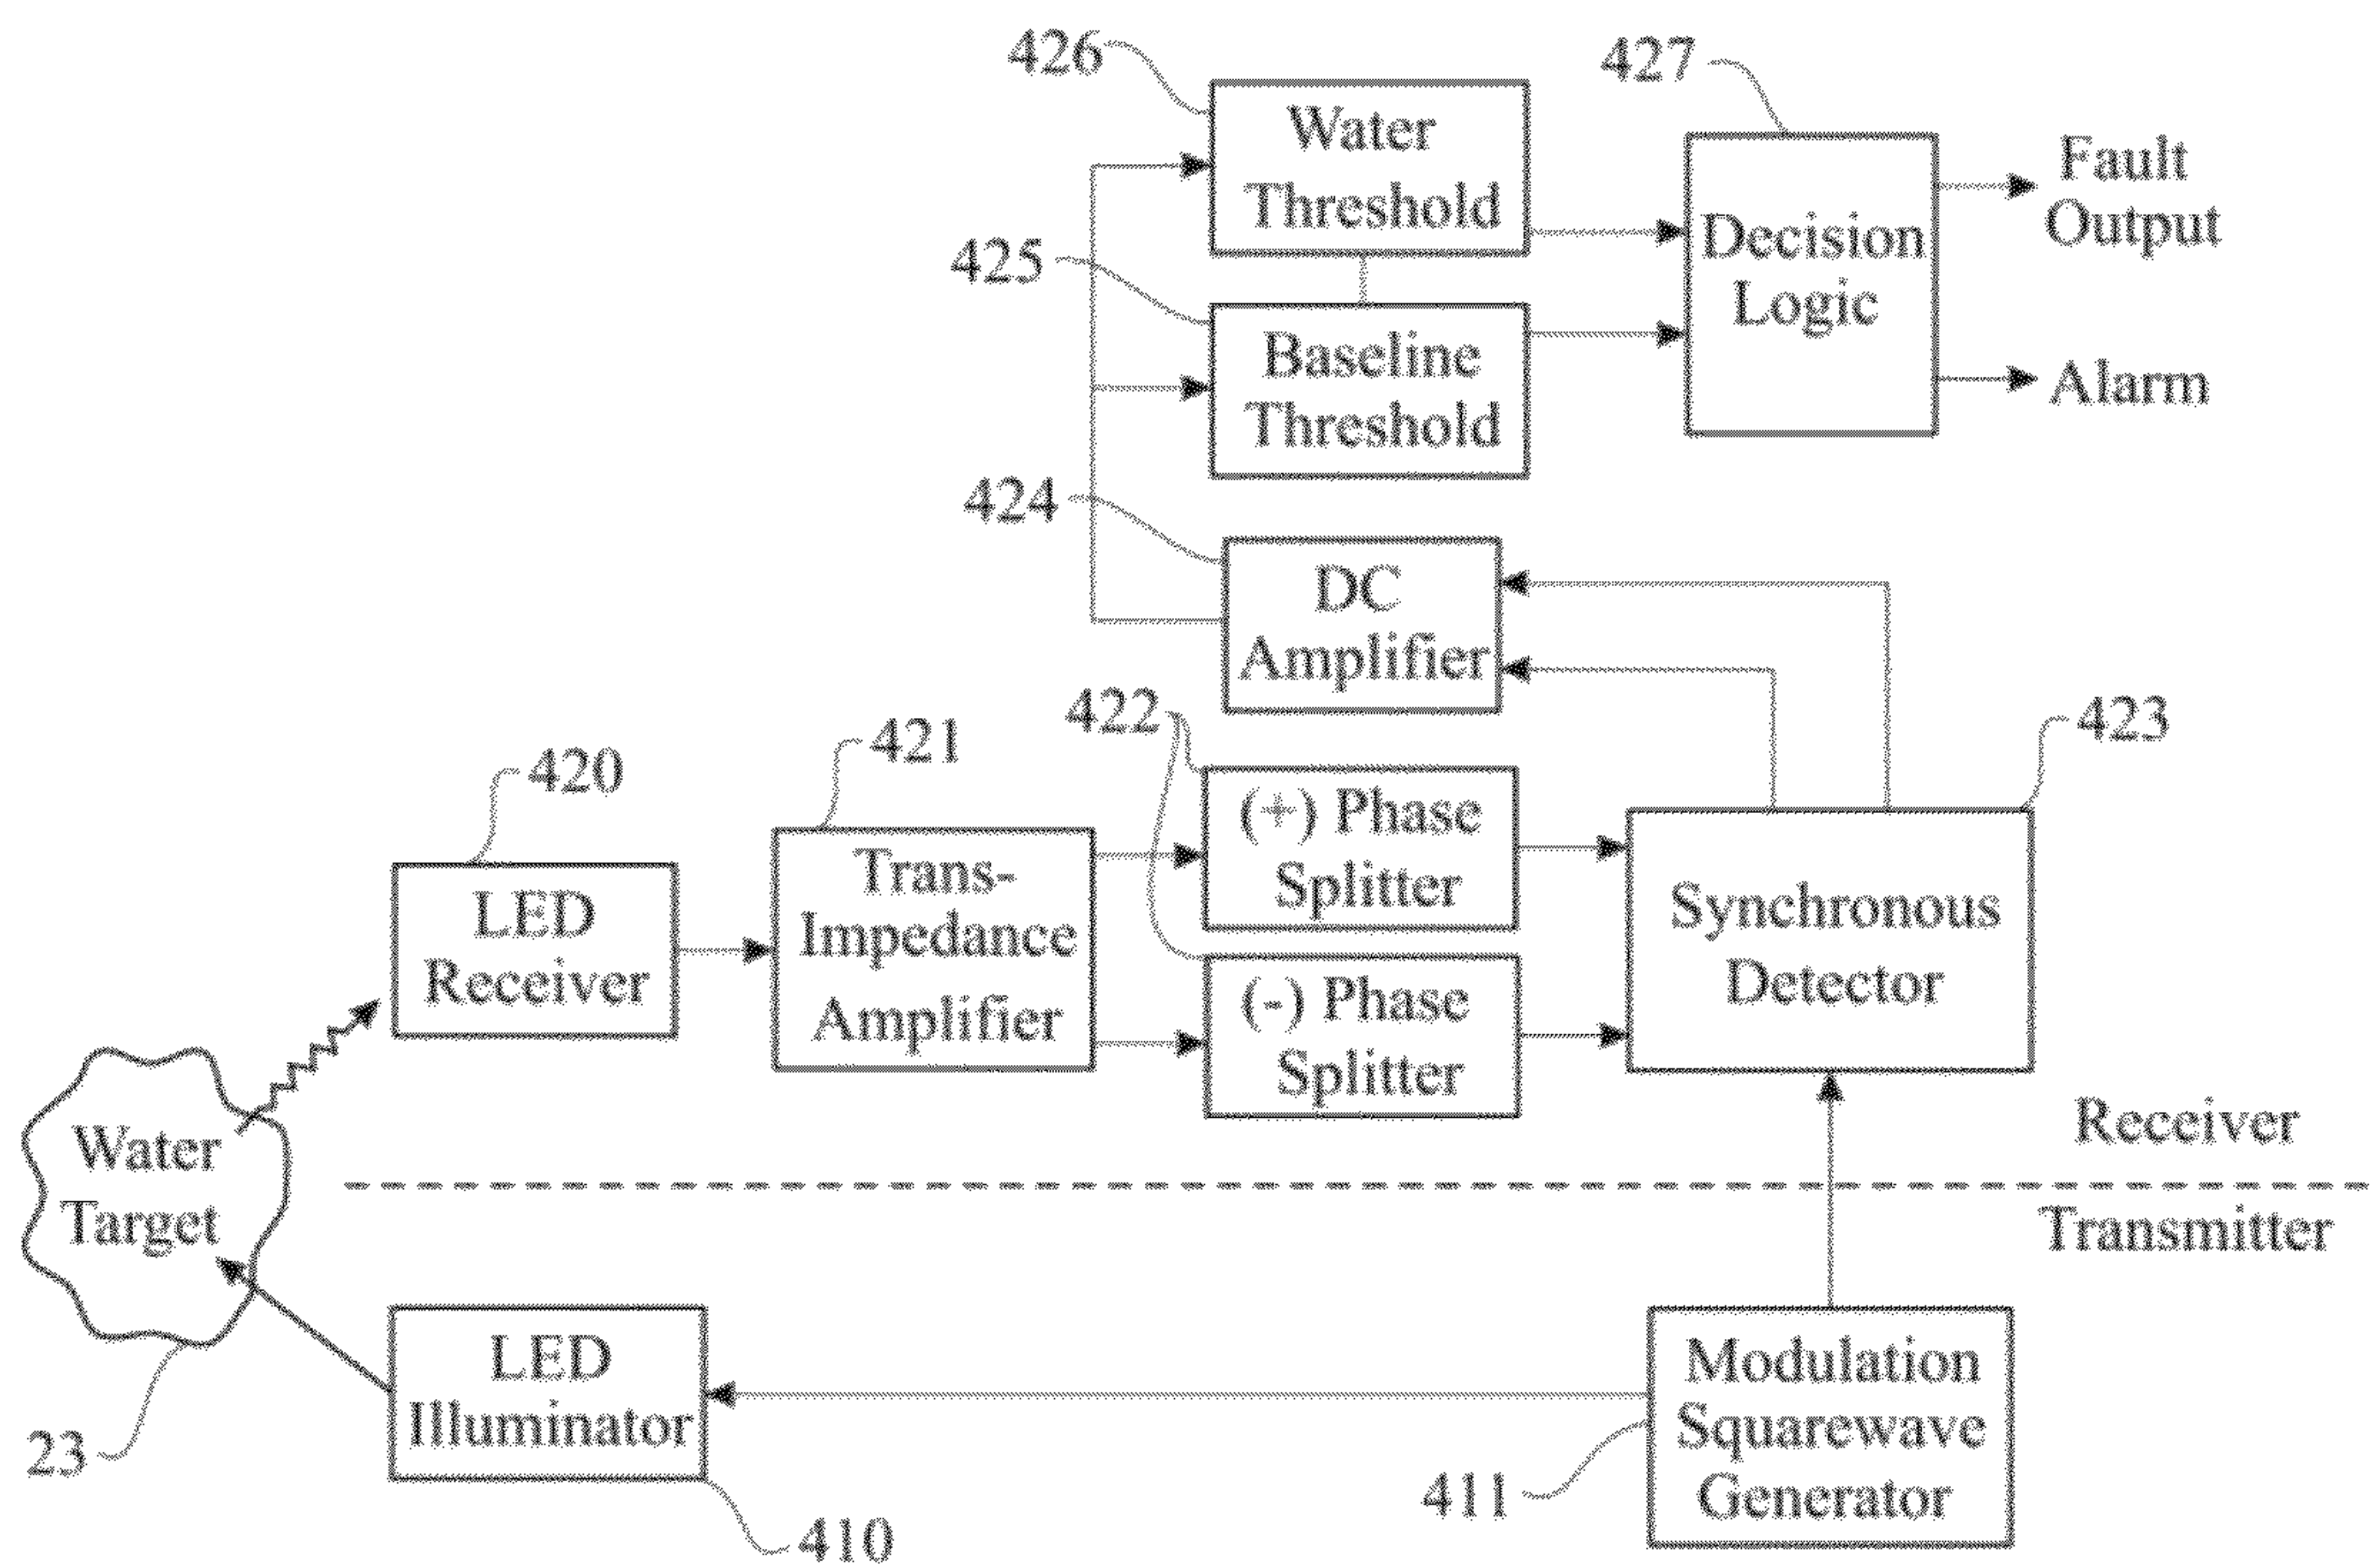 426
Water
Threshold
427
Decision
Logic
Fault
Output
Alarm
425
Baseline
Threshold
424
DC
Amplifier
422
423
420
421
LED
Receiver
Trans-
Impedance
Amplifier
(+) Phase
Splitter
(-) Phase
Splitter
Synchronous
Detector
Receiver
Transmitter
Water
Target
23
LED
Illuminator
410
Modulation
Squarewave
Generator
411